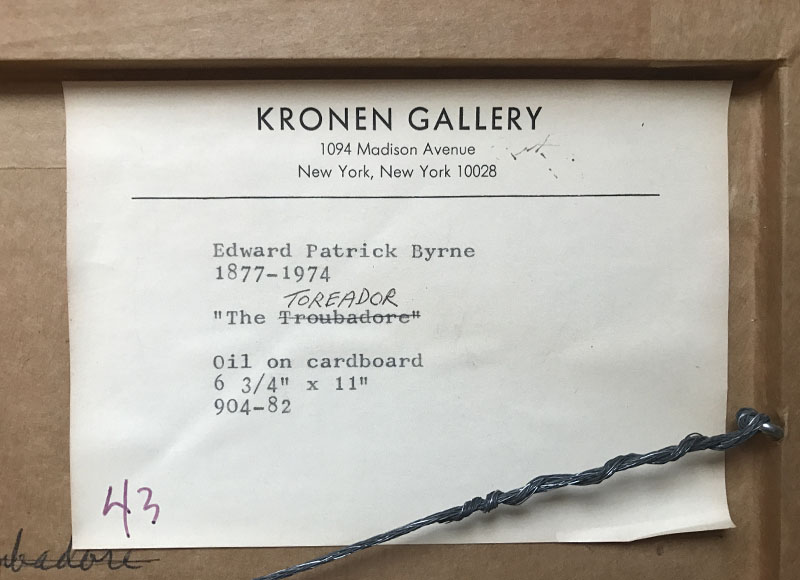 KRONEN GALLERY
1094 Madison Avenue
New York, New York 10028
Edward Patrick Byrne
1877-1974
TOREADOR
"The Troubadore"
Oil on cardboard
6 3/4" x 11"
904-82
43
ubadore